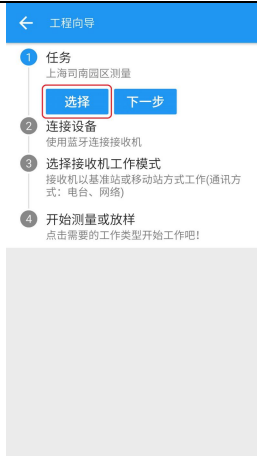 工程向导
1 任务
上海司南园区测量
选择 下一步
2 连接设备
使用蓝牙连接接收机
3 选择接收机工作模式
接收机以基准站或移动站方式工作(通讯方
式：电台、网络)
4 开始测量或放样
点击需要的工作类型开始工作吧！